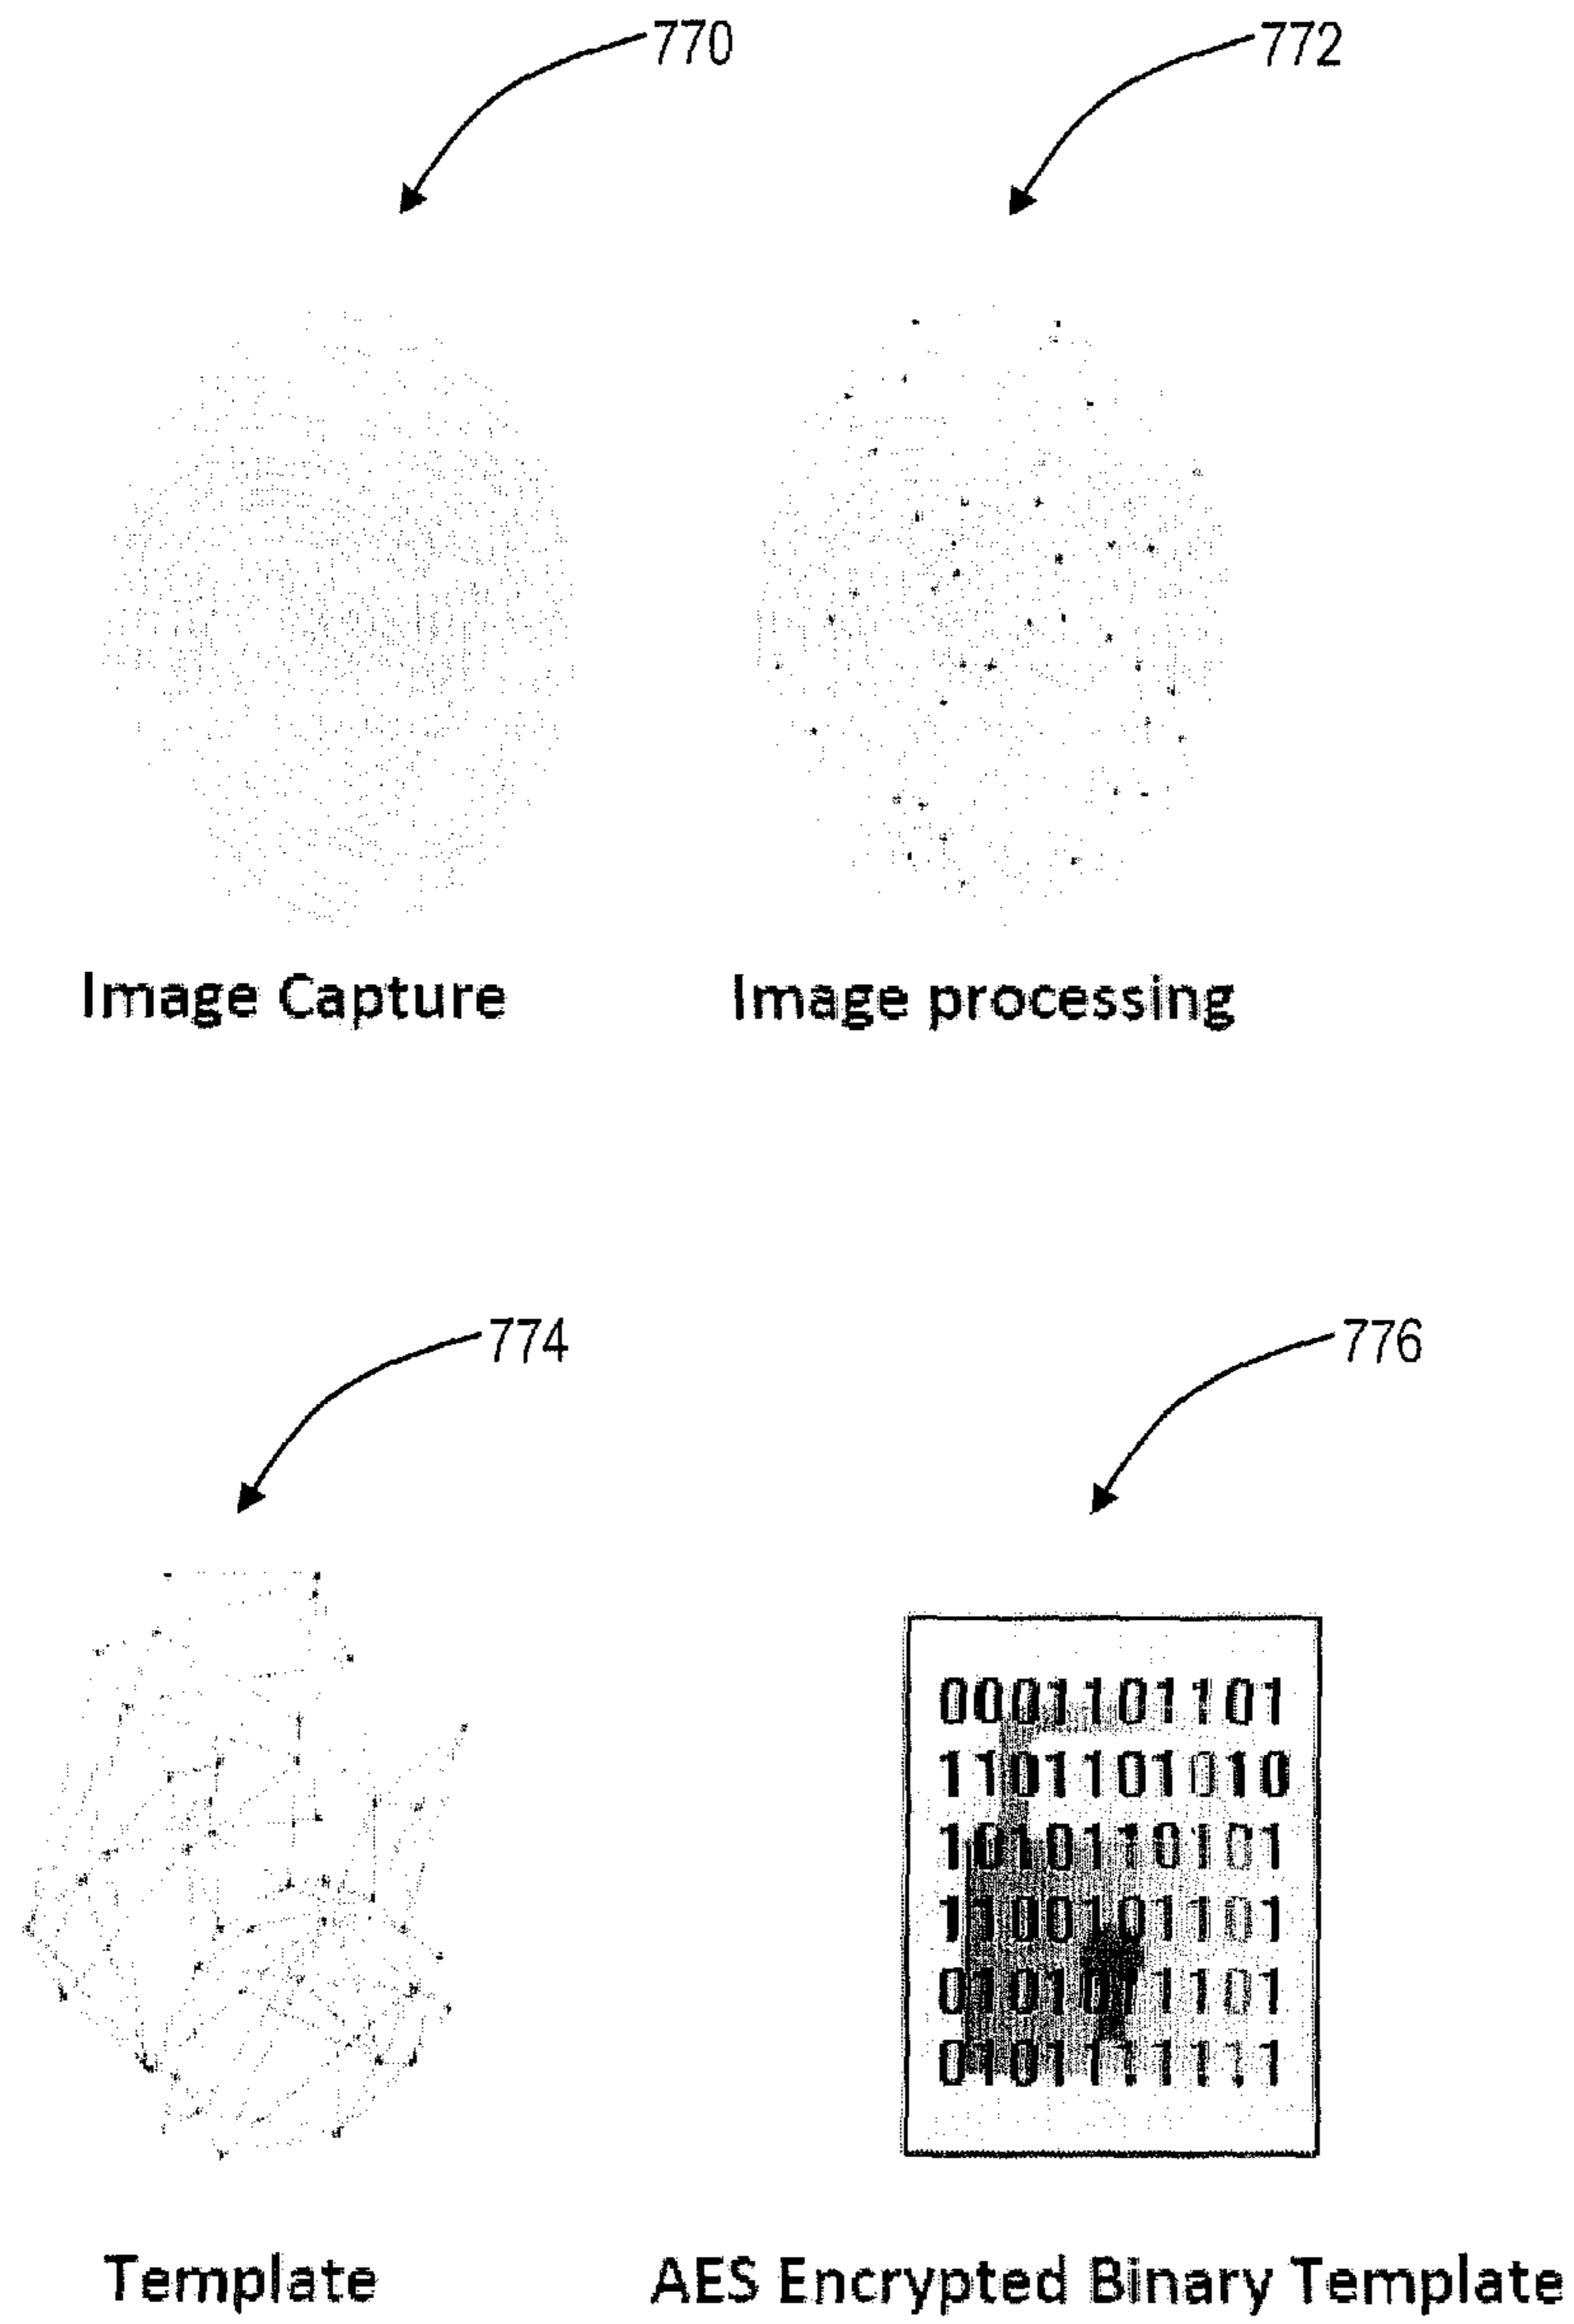 770
772
Image Capture
Image processing
774
776
0001101101
1101101010
1010110101
1100101101
0101011101
0101111111
Template
AES Encrypted Binary Template